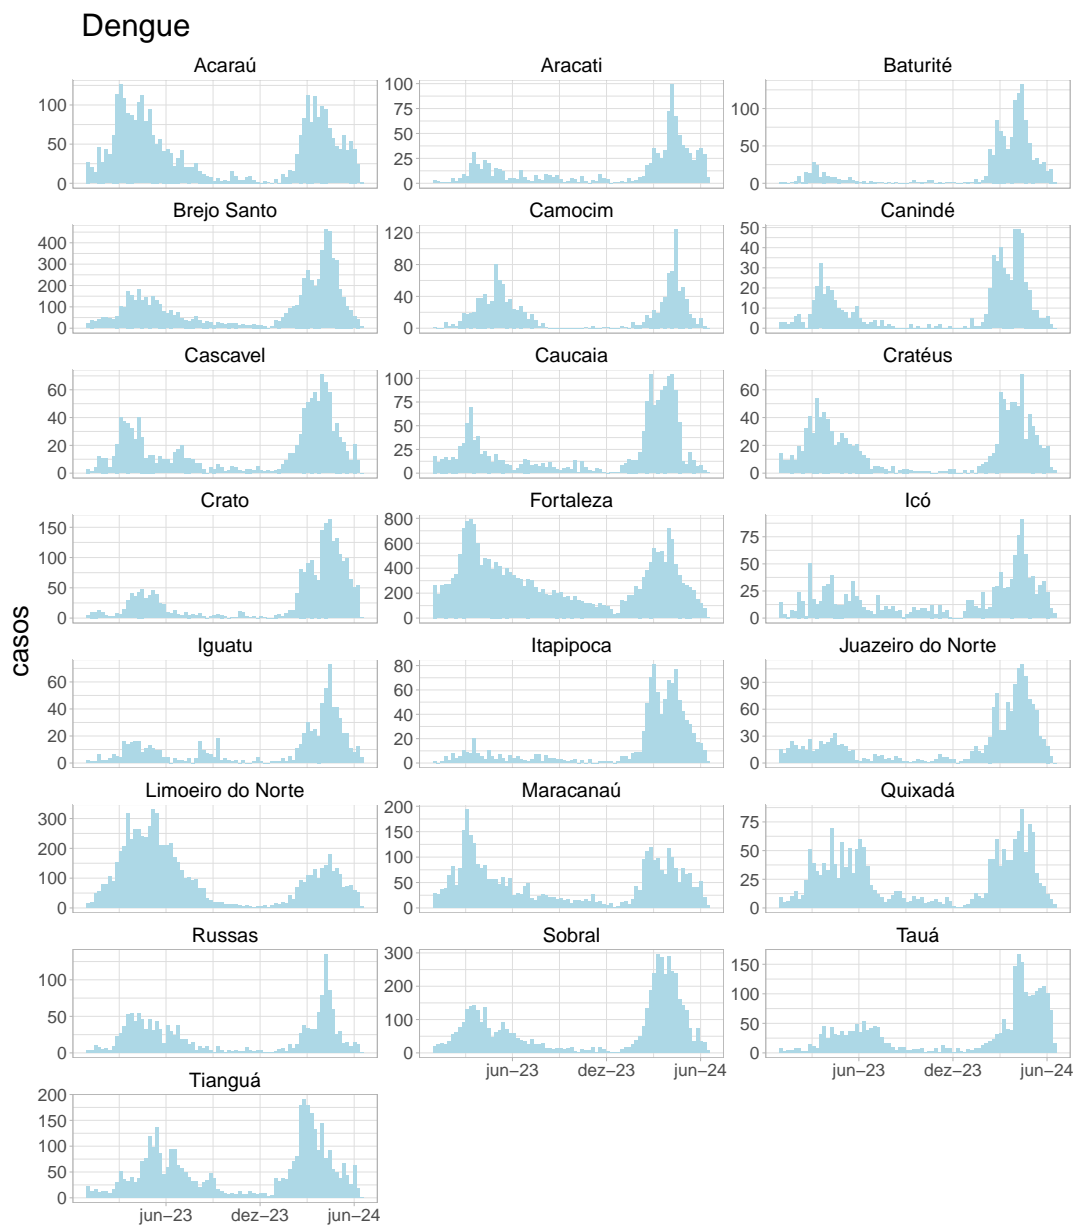 Dengue
Acaraú Aracati Baturité
100 50 0
100 75 50 25 0
100 50 0
Brejo Santo Camocim Canindé
400 300 200 100 0
120 80 40 0
50 40 30 20 10 0
Cascavel Caucaia Cratéus
60 40 20 0
100 75 50 25 0
60 40 20 0
Crato Fortaleza Icó
150 100 50 0
800 600 400 200 0
75 50 25 0
casos
Iguatu Itapipoca Juazeiro do Norte
60 40 20 0
80 60 40 20 0
90 60 30 0
Limoeiro do Norte Maracanaú Quixadá
300 200 100 0
200 150 100 50 0
75 50 25 0
Russas Sobral Tauá
100 50 0
300 200 100 0
150 100 50 0
jun−23 dez−23 jun−24 jun−23 dez−23 jun−24
Tianguá
200 150 100 50 0
jun−23 dez−23 jun−24